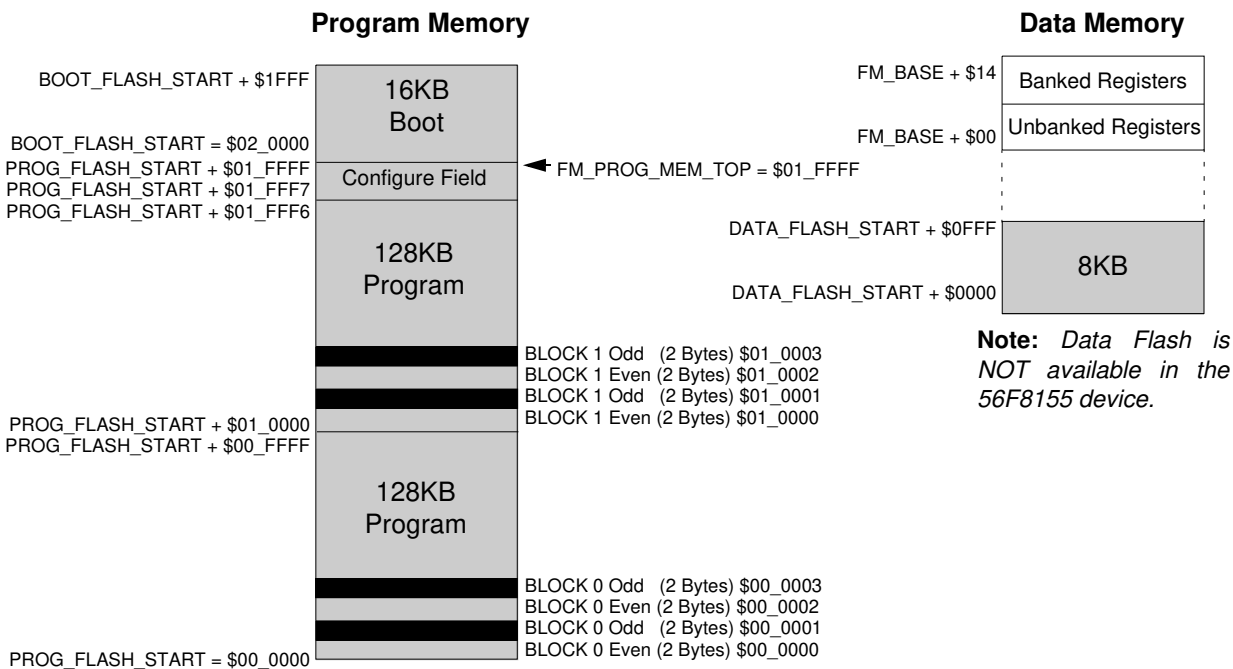 Program Memory
BOOT_FLASH_START + $1FFF
16KB
Boot
BOOT_FLASH_START = $02_0000
PROG_FLASH_START + $01_FFFF
PROG_FLASH_START + $01_FFF7
PROG_FLASH_START + $01_FFF6
Configure Field
FM_PROG_MEM_TOP = $01_FFFF
128KB
Program
BLOCK 1 Odd (2 Bytes) $01_0003
BLOCK 1 Even (2 Bytes) $01_0002
BLOCK 1 Odd (2 Bytes) $01_0001
BLOCK 1 Even (2 Bytes) $01_0000
PROG_FLASH_START + $01_0000
PROG_FLASH_START + $00_FFFF
128KB
Program
BLOCK 0 Odd (2 Bytes) $00_0003
BLOCK 0 Even (2 Bytes) $00_0002
BLOCK 0 Odd (2 Bytes) $00_0001
BLOCK 0 Even (2 Bytes) $00_0000
PROG_FLASH_START = $00_0000
Data Memory
FM_BASE + $14
Banked Registers
Unbanked Registers
FM_BASE + $00
DATA_FLASH_START + $0FFF
8KB
DATA_FLASH_START + $0000
Note: Data Flash is
NOT available in the
56F8155 device.